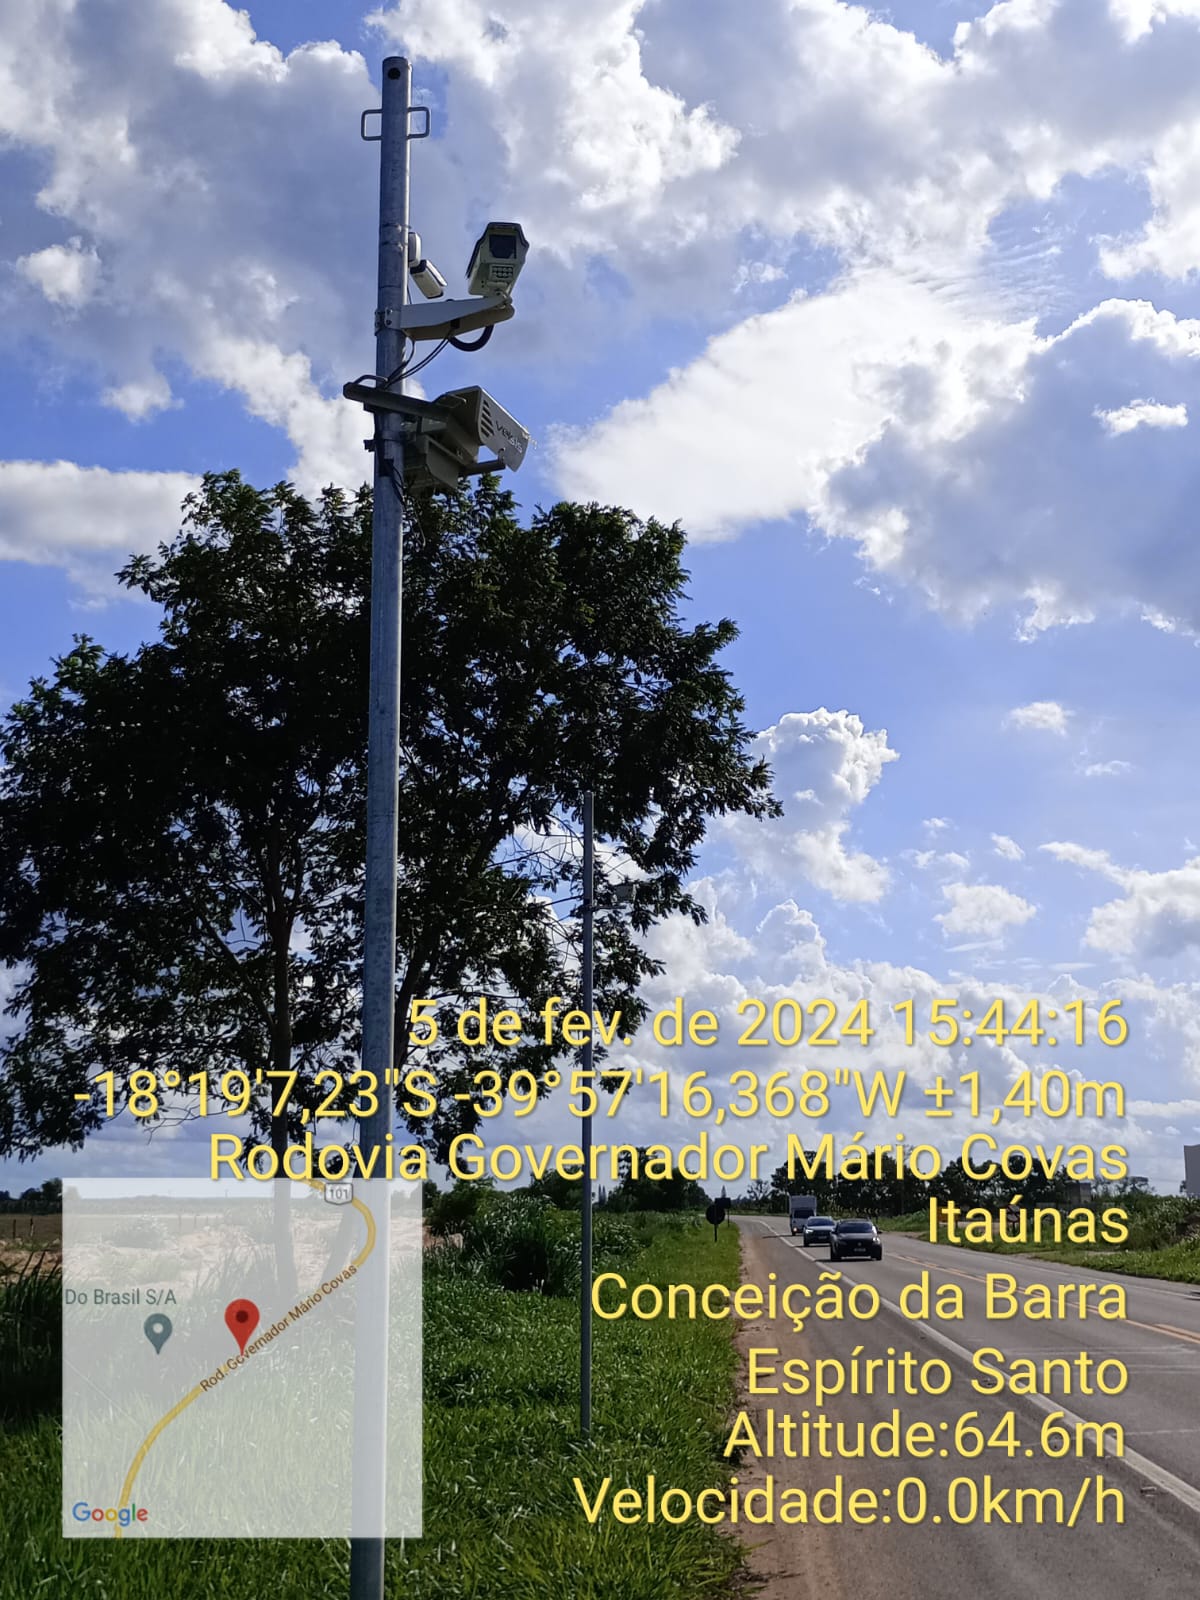 VELSIS
5 de fev. de 2024 15:44:16
-18°19'7,23"S -39°57'16,368"W ±1,40m
Rodovia Governador Mário Covas
Itaúnas
Conceição da Barra
Espírito Santo
Altitude:64.6m
Velocidade:0.0km/h
101
Do Brasil S/A
Rod. Governador Mário Covas
Google